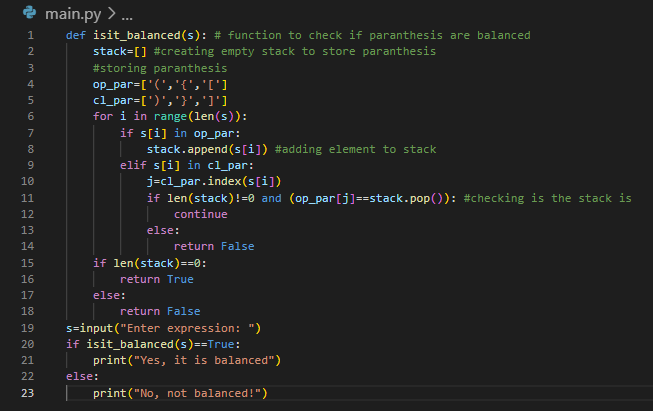 main.py > ...
1 def isit_balanced(s): # function to check if paranthesis are balanced
2     stack=[] #creating empty stack to store paranthesis
3     #storing paranthesis
4     op_par=['(','{','[']
5     cl_par=[')','}',']']
6     for i in range(len(s)):
7         if s[i] in op_par:
8             stack.append(s[i]) #adding element to stack
9         elif s[i] in cl_par:
10             j=cl_par.index(s[i])
11             if len(stack)!=0 and (op_par[j]==stack.pop()): #checking is the stack is
12                 continue
13             else:
14                 return False
15     if len(stack)==0:
16         return True
17     else:
18         return False
19 s=input("Enter expression: ")
20 if isit_balanced(s)==True:
21     print("Yes, it is balanced")
22 else:
23     print("No, not balanced!")